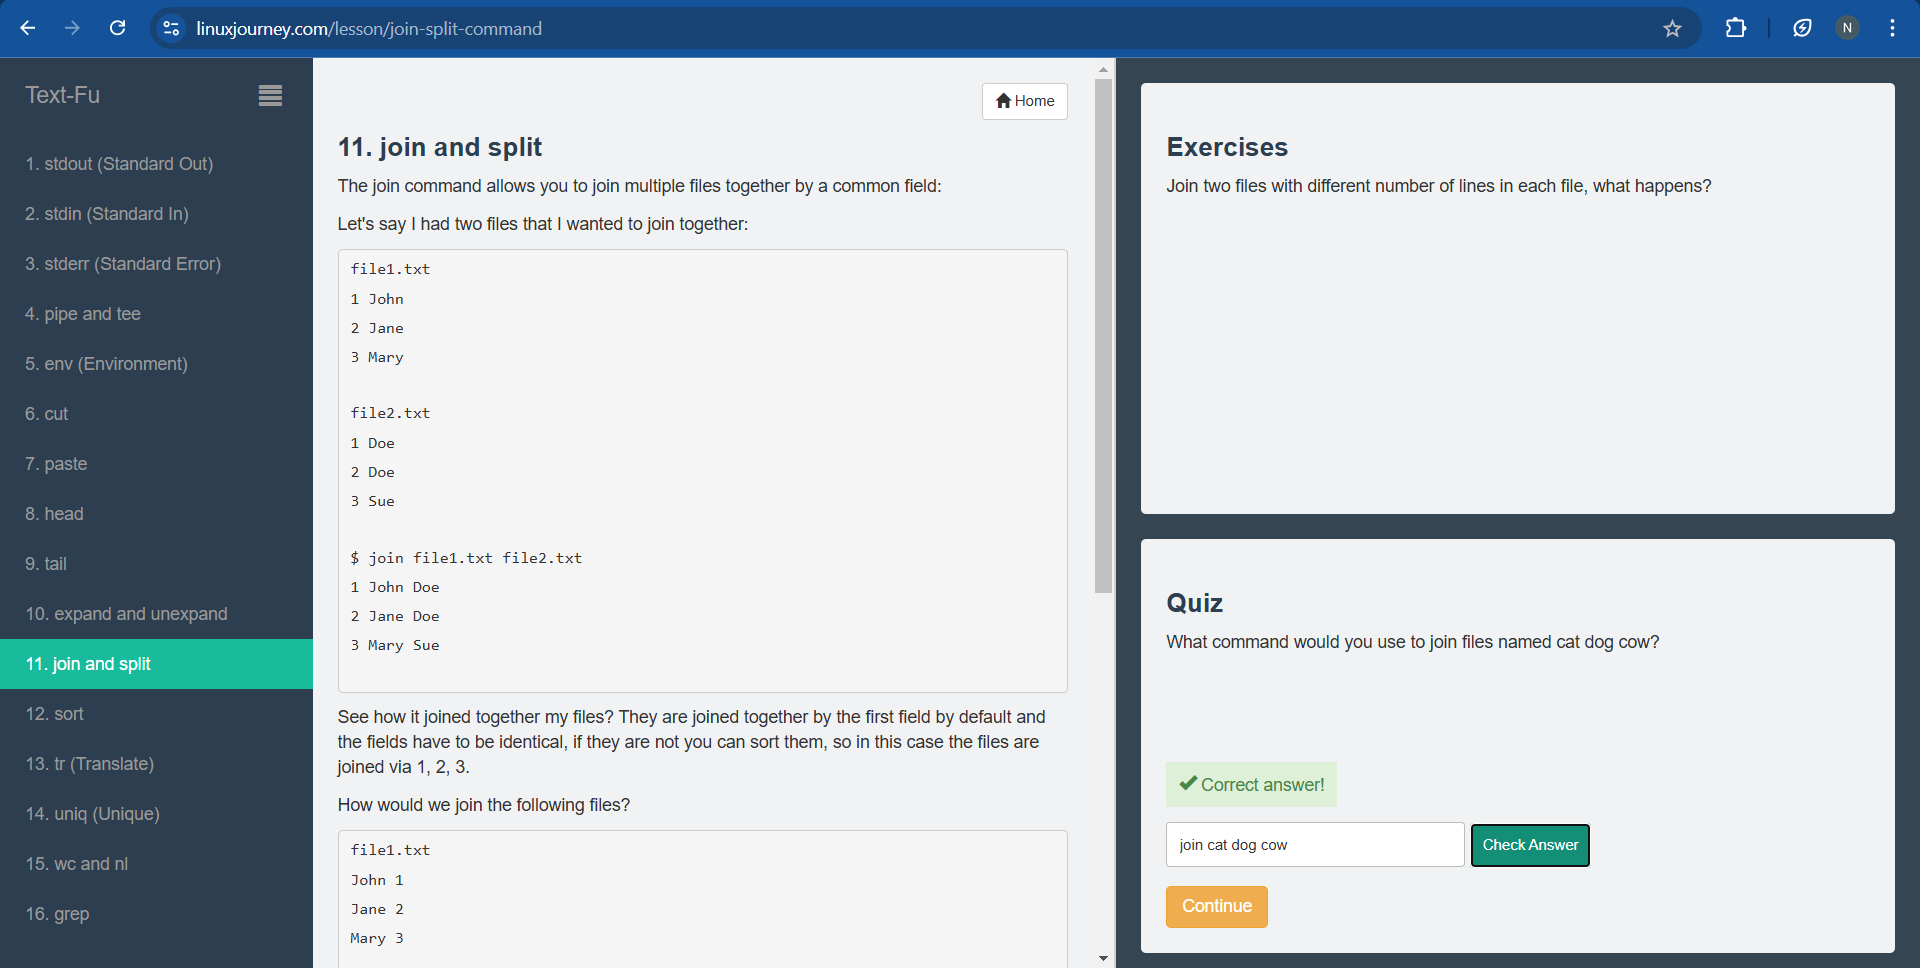 linuxjourney.com/lesson/join-split-command
N
Text-Fu
1. stdout (Standard Out)
2. stdin (Standard In)
3. stderr (Standard Error)
4. pipe and tee
5. env (Environment)
6. cut
7. paste
8. head
9. tail
10. expand and unexpand
11. join and split
12. sort
13. tr (Translate)
14. uniq (Unique)
15. wc and nl
16. grep
Home
11. join and split
The join command allows you to join multiple files together by a common field:
Let's say I had two files that I wanted to join together:
file1.txt
1 John
2 Jane
3 Mary
file2.txt
1 Doe
2 Doe
3 Sue
$ join file1.txt file2.txt
1 John Doe
2 Jane Doe
3 Mary Sue
See how it joined together my files? They are joined together by the first field by default and
the fields have to be identical, if they are not you can sort them, so in this case the files are
joined via 1, 2, 3.
How would we join the following files?
file1.txt
John 1
Jane 2
Mary 3
Exercises
Join two files with different number of lines in each file, what happens?
Quiz
What command would you use to join files named cat dog cow?
Correct answer!
join cat dog cow
Check Answer
Continue